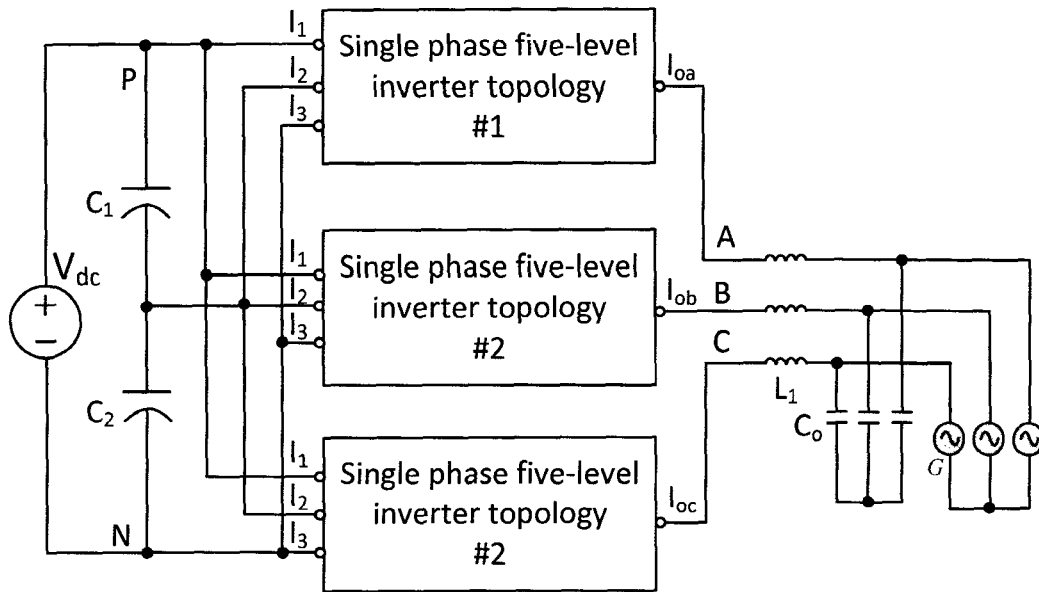 I1
P
I2
I3
Single phase five-level
inverter topology
#1
Ioa
C1
A
Vdc
+
−
I1
I2
I3
Single phase five-level
inverter topology
#2
Iob
B
C
L1
C2
Co
G
I1
I2
I3
N
Single phase five-level
inverter topology
#2
Ioc